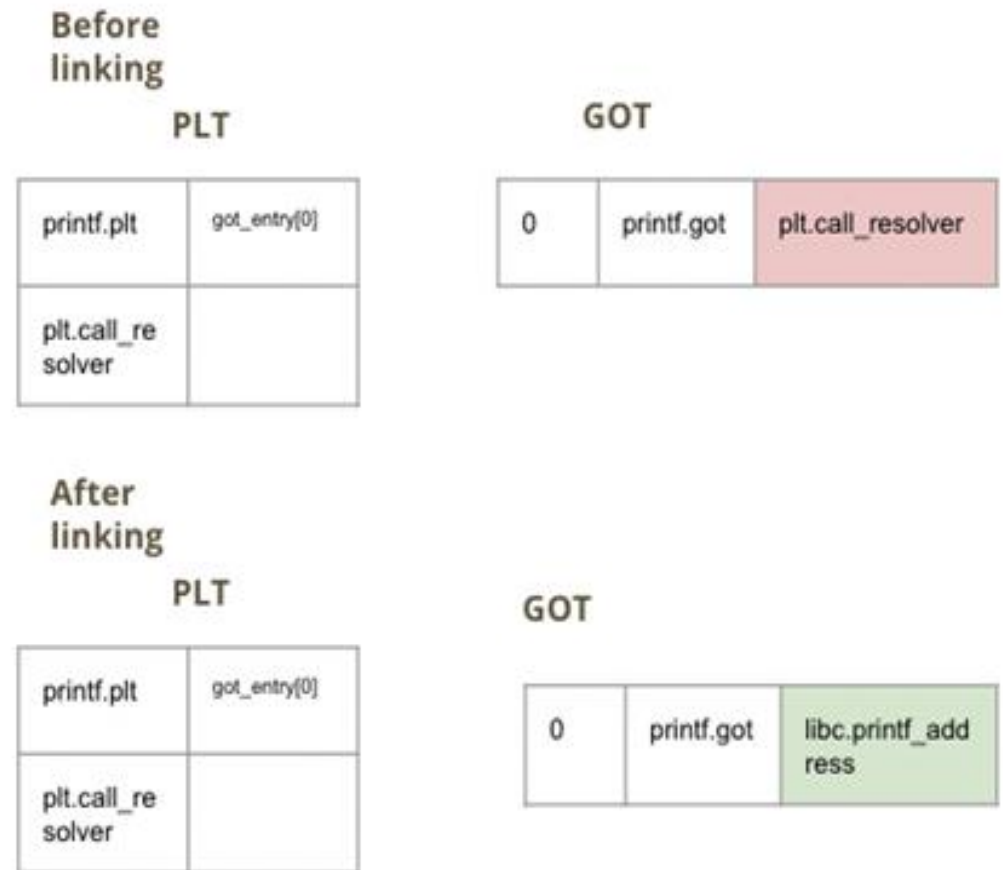 Before
linking
PLT
GOT
printf.plt
got_entry[0]
0
printf.got
plt.call_resolver
plt.call_re
solver
After
linking
PLT
GOT
printf.plt
got_entry[0]
0
printf.got
libc.printf_add
ress
plt.call_re
solver